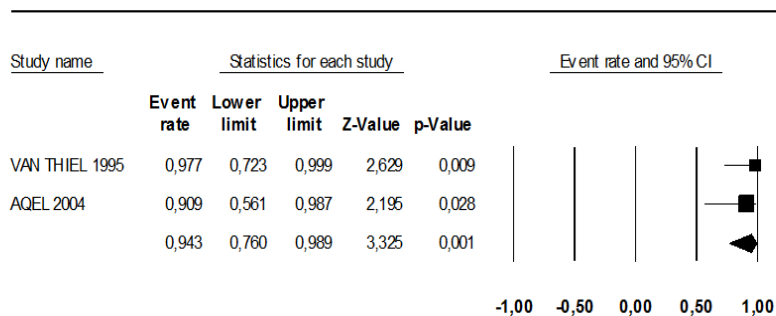 Study name Statistics for each study Event rate and 95% CI
Event Lower Upper
rate limit limit Z-Value p-Value
VAN THIEL 1995 0,977 0,723 0,999 2,629 0,009
AQEL 2004 0,909 0,561 0,987 2,195 0,028
0,943 0,760 0,989 3,325 0,001
-1,00 -0,50 0,00 0,50 1,00